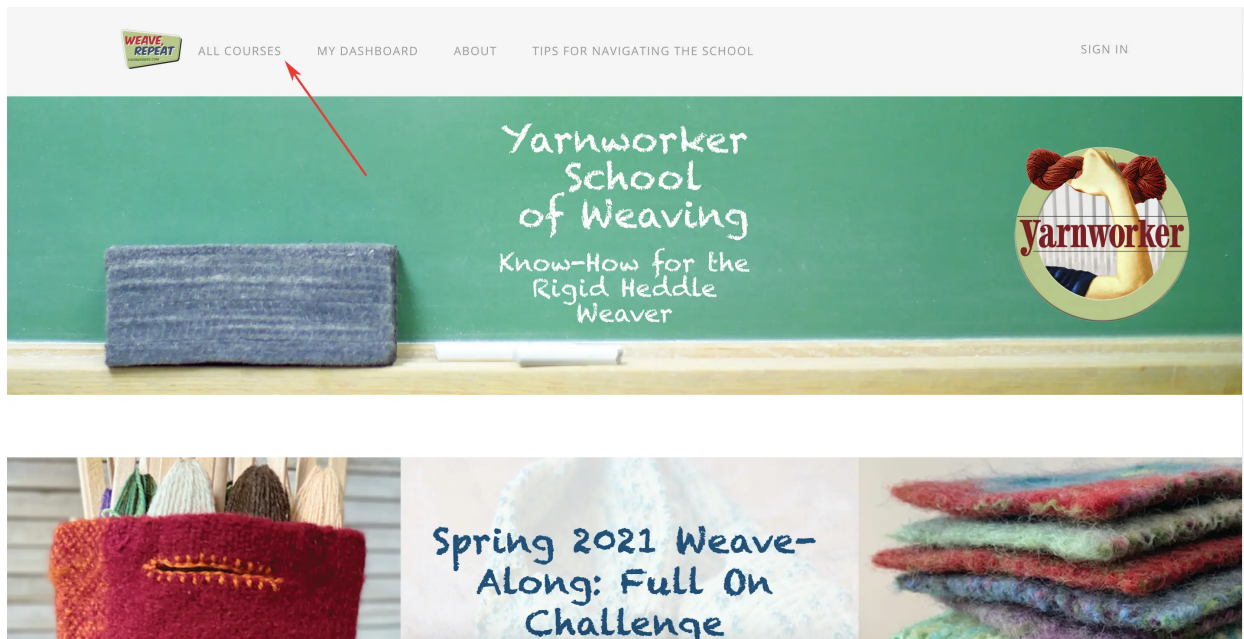 WEAVE,
REPEAT
ALL COURSES
MY DASHBOARD
ABOUT
TIPS FOR NAVIGATING THE SCHOOL
SIGN IN
Yarnworker
School
of Weaving
Know-How for the
Rigid Heddle
Weaver
Yarnworker
Spring 2021 Weave-
Along: Full On
Challenge